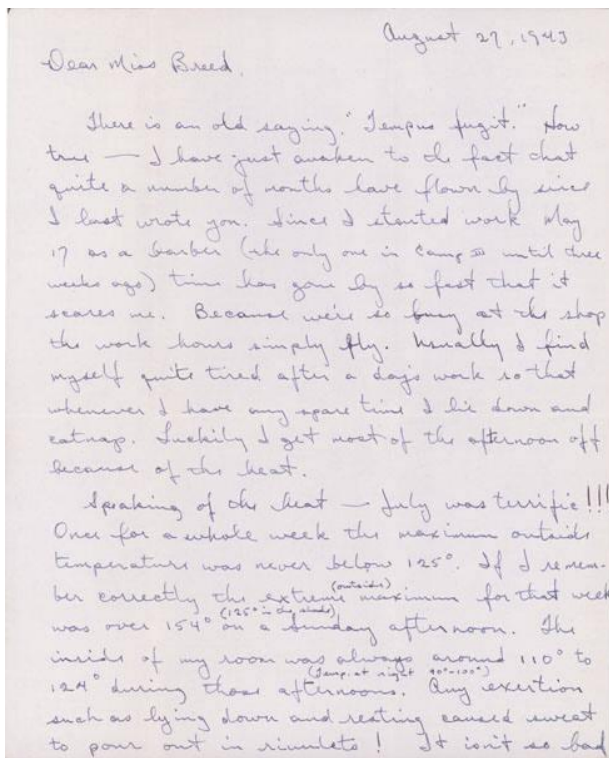 August 27, 1943
Dear Miss Breed,
There is an old saying, "Tempus fugit." How
true — I have just awaken to the fact that
quite a number of months have flown by since
I last wrote you. Since I started work May
17 as a barber (the only one in Camp III until three
weeks ago) time has gone by so fast that it
scares me. Because we're so busy at the shop
the work hours simply fly. Usually I find
myself quite tired after a day's work so that
whenever I have any spare time I lie down and
catnap. Luckily I get most of the afternoon off
because of the heat.
Speaking of the heat — July was terrific!!!
Once for a whole week the maximum outside
temperature was never below 125°. If I remem-
ber correctly the extreme (outside) maximum for that week
was over 154° (125° in the shade) on a Sunday afternoon. The
inside of my room was always around 110° to
124° during those afternoons. (Temp. at night 90°-100°) Any exertion
such as lying down and resting caused sweat
to pour out in rivulets! It isn't so bad